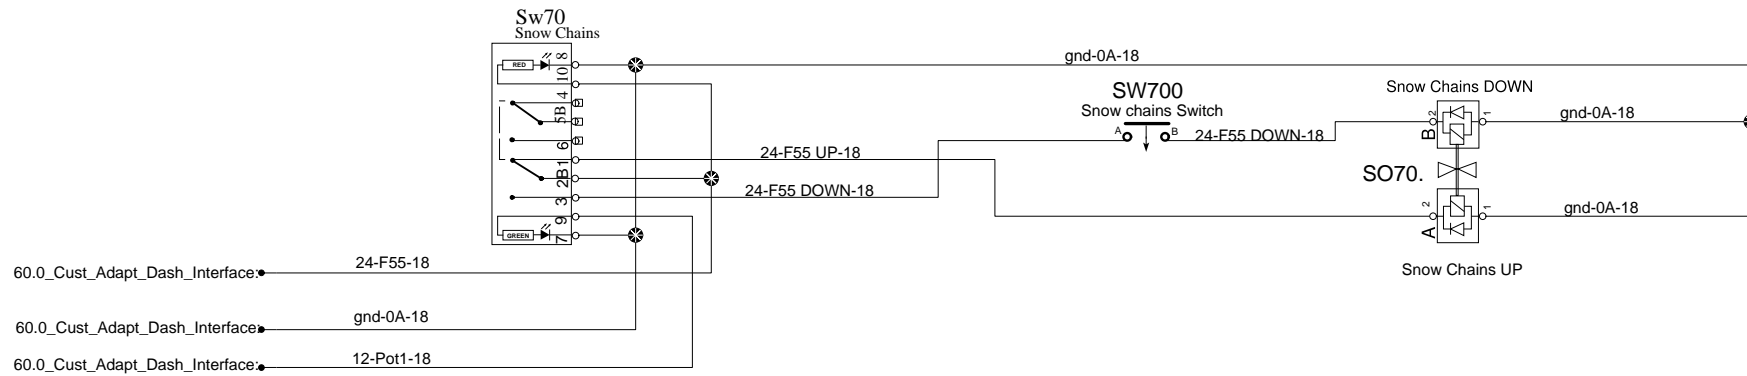 Sw70
Snow Chains
RED
8
10
4
5B
6
1
2B
3
9
7
GREEN
gnd-0A-18
SW700
Snow chains Switch
A
B
24-F55 DOWN-18
Snow Chains DOWN
2
B
1
gnd-0A-18
24-F55 UP-18
24-F55 DOWN-18
SO70.
2
A
1
gnd-0A-18
Snow Chains UP
60.0_Cust_Adapt_Dash_Interface:
24-F55-18
60.0_Cust_Adapt_Dash_Interface:
gnd-0A-18
60.0_Cust_Adapt_Dash_Interface:
12-Pot1-18